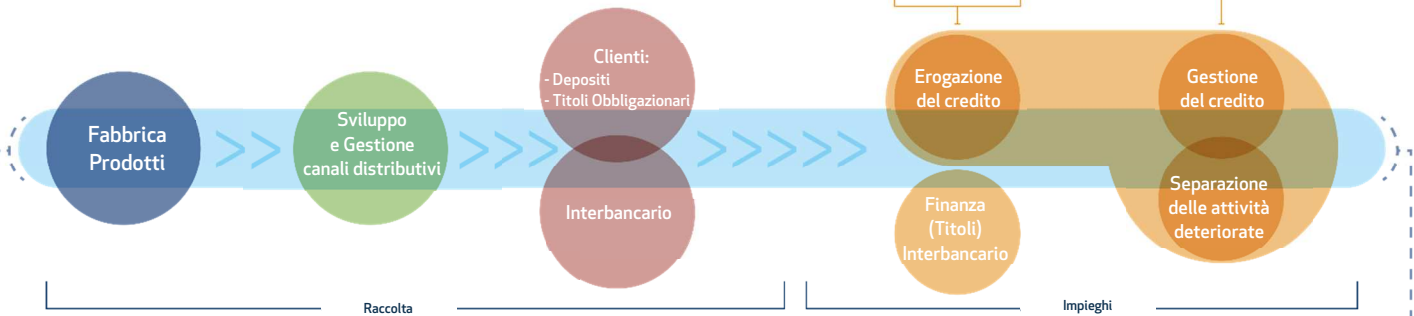 Fabbrica
Prodotti
Sviluppo
e Gestione
canali distributivi
Clienti:
- Depositi
- Titoli Obbligazionari
Interbancario
Erogazione
del credito
Finanza
(Titoli)
Interbancario
Gestione
del credito
Separazione
delle attività
deteriorate
Raccolta
Impieghi